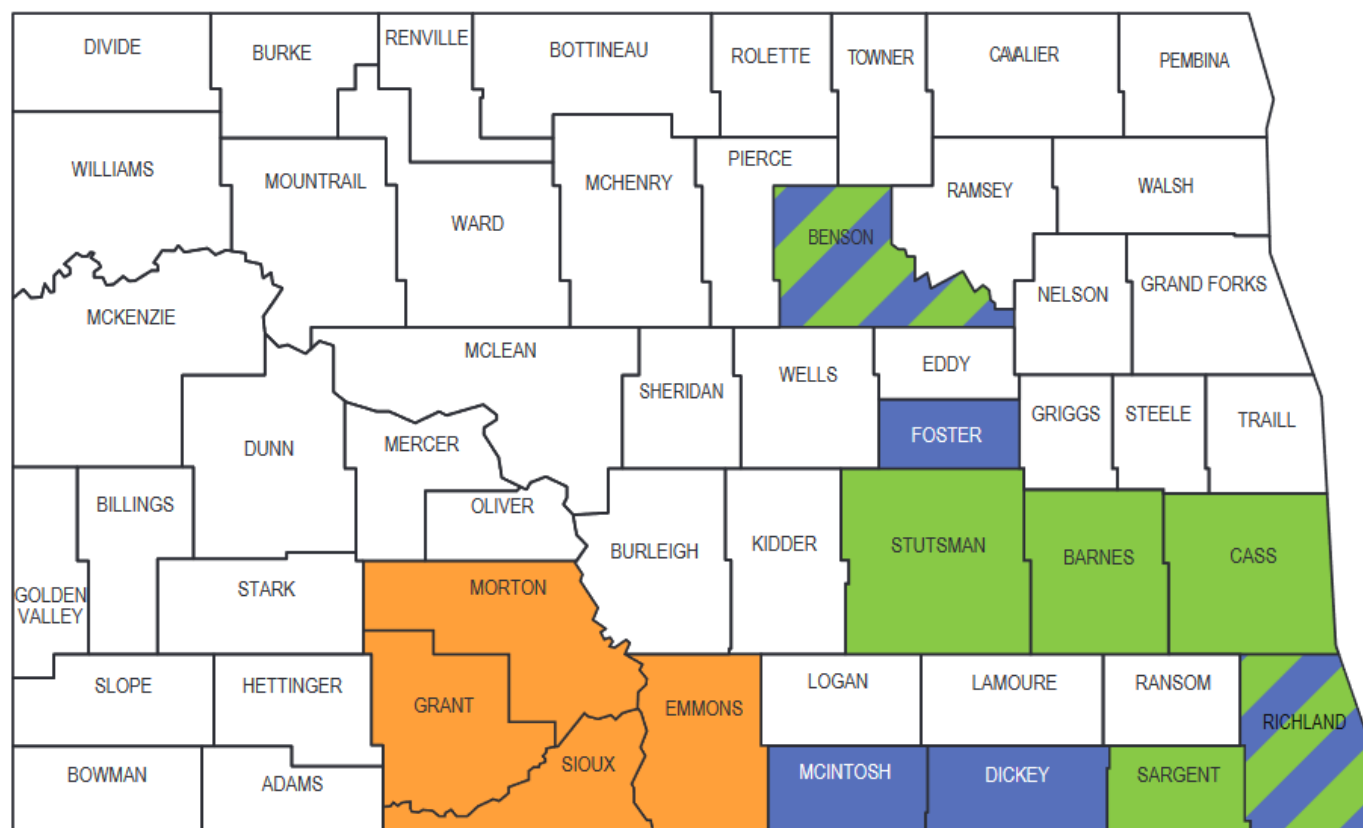 DIVIDE
BURKE
RENVILLE
BOTTINEAU
ROLETTE
TOWNER
CAVALIER
PEMBINA
WILLIAMS
MOUNTRAIL
WARD
MCHENRY
PIERCE
BENSON
RAMSEY
WALSH
MCKENZIE
NELSON
GRAND FORKS
MCLEAN
SHERIDAN
WELLS
EDDY
DUNN
MERCER
FOSTER
GRIGGS
STEELE
TRAILL
BILLINGS
OLIVER
BURLEIGH
KIDDER
STUTSMAN
BARNES
CASS
GOLDEN
VALLEY
STARK
MORTON
SLOPE
HETTINGER
GRANT
EMMONS
LOGAN
LAMOURE
RANSOM
RICHLAND
BOWMAN
ADAMS
SIOUX
MCINTOSH
DICKEY
SARGENT